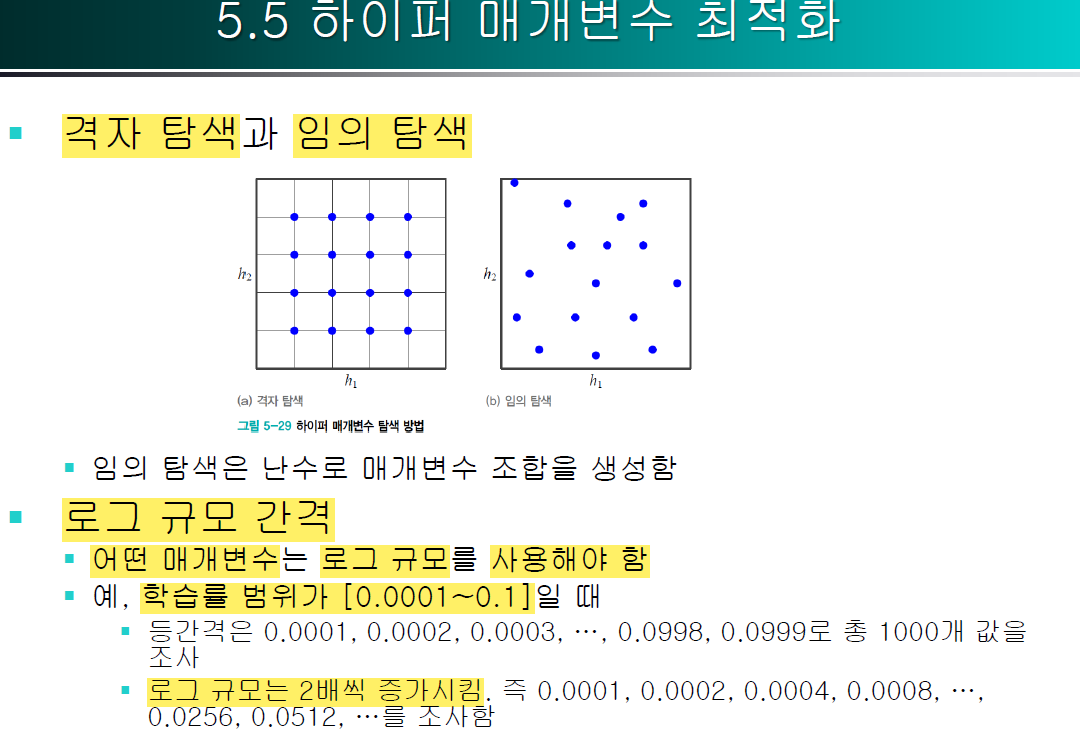 5.5 하이퍼 매개변수 최적화
격자 탐색과 임의 탐색
h2
h1
(a) 격자 탐색
h2
h1
(b) 임의 탐색
그림 5-29 하이퍼 매개변수 탐색 방법
임의 탐색은 난수로 매개변수 조합을 생성함
로그 규모 간격
어떤 매개변수는 로그 규모를 사용해야 함
예, 학습률 범위가 [0.0001~0.1]일 때
등간격은 0.0001, 0.0002, 0.0003, …, 0.0998, 0.0999로 총 1000개 값을
조사
로그 규모는 2배씩 증가시킴. 즉 0.0001, 0.0002, 0.0004, 0.0008, …,
0.0256, 0.0512, …를 조사함